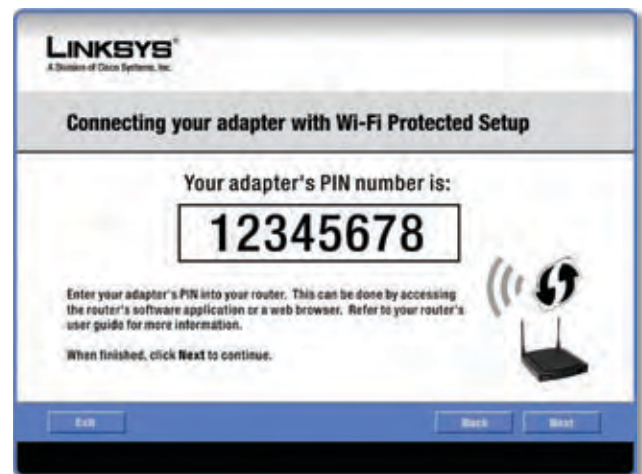 LINKSYS®
A Division of Cisco Systems, Inc.
Connecting your adapter with Wi-Fi Protected Setup
Your adapter's PIN number is:
12345678
Enter your adapter's PIN into your router. This can be done by accessing
the router's software application or a web browser. Refer to your router's
user guide for more information.
When finished, click Next to continue.
Exit
Back
Next